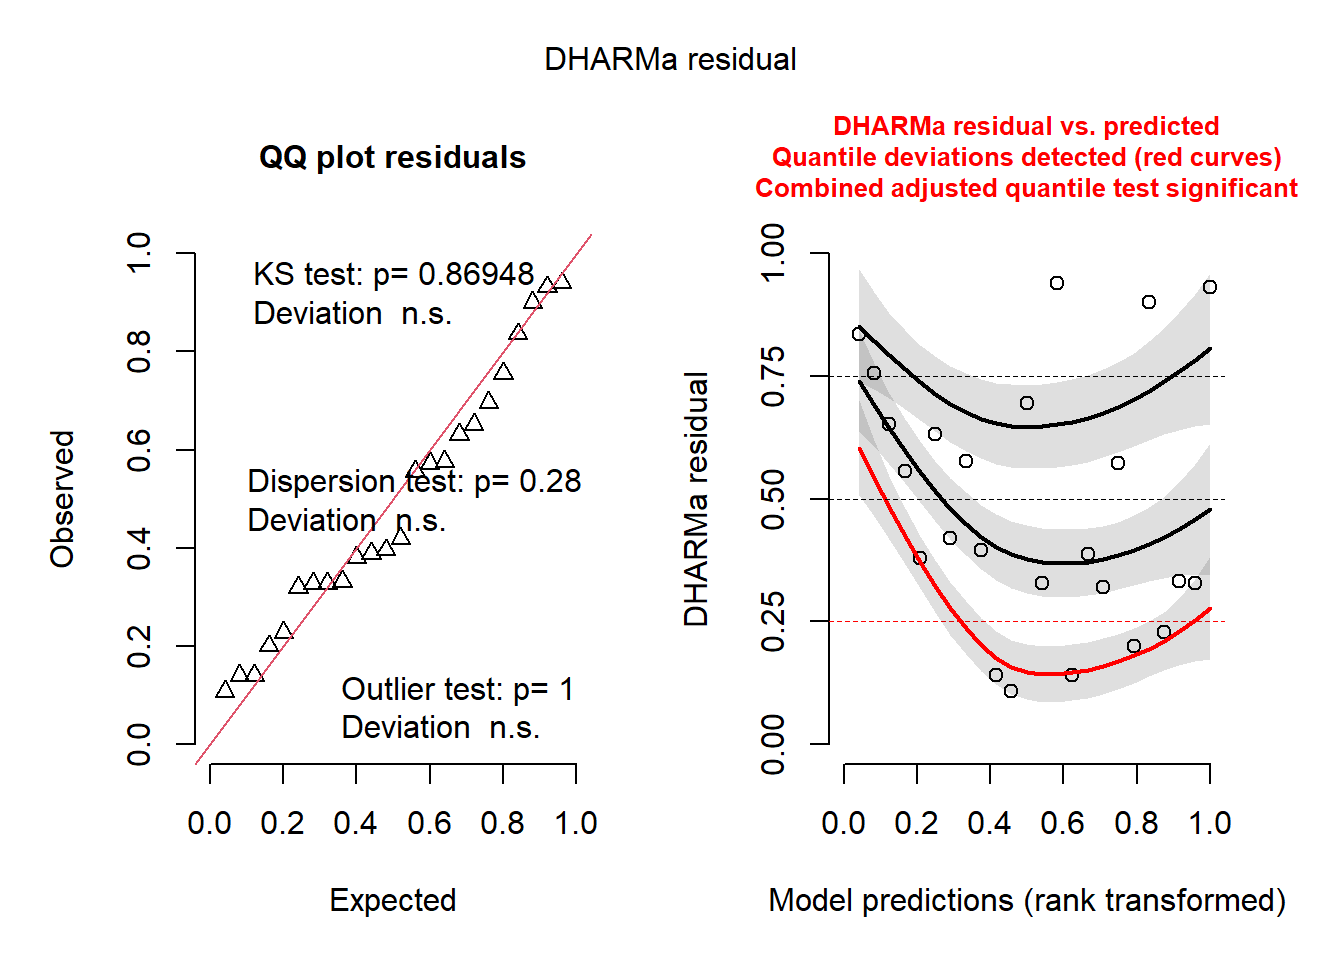 DHARMa residual
QQ plot residuals
KS test: p= 0.86948
Deviation  n.s.
Dispersion test: p= 0.28
Deviation  n.s.
Outlier test: p= 1
Deviation  n.s.
Observed
0.0 0.2 0.4 0.6 0.8 1.0
0.0 0.2 0.4 0.6 0.8 1.0
Expected
DHARMa residual vs. predicted
Quantile deviations detected (red curves)
Combined adjusted quantile test significant
DHARMa residual
0.00 0.25 0.50 0.75 1.00
0.0 0.2 0.4 0.6 0.8 1.0
Model predictions (rank transformed)